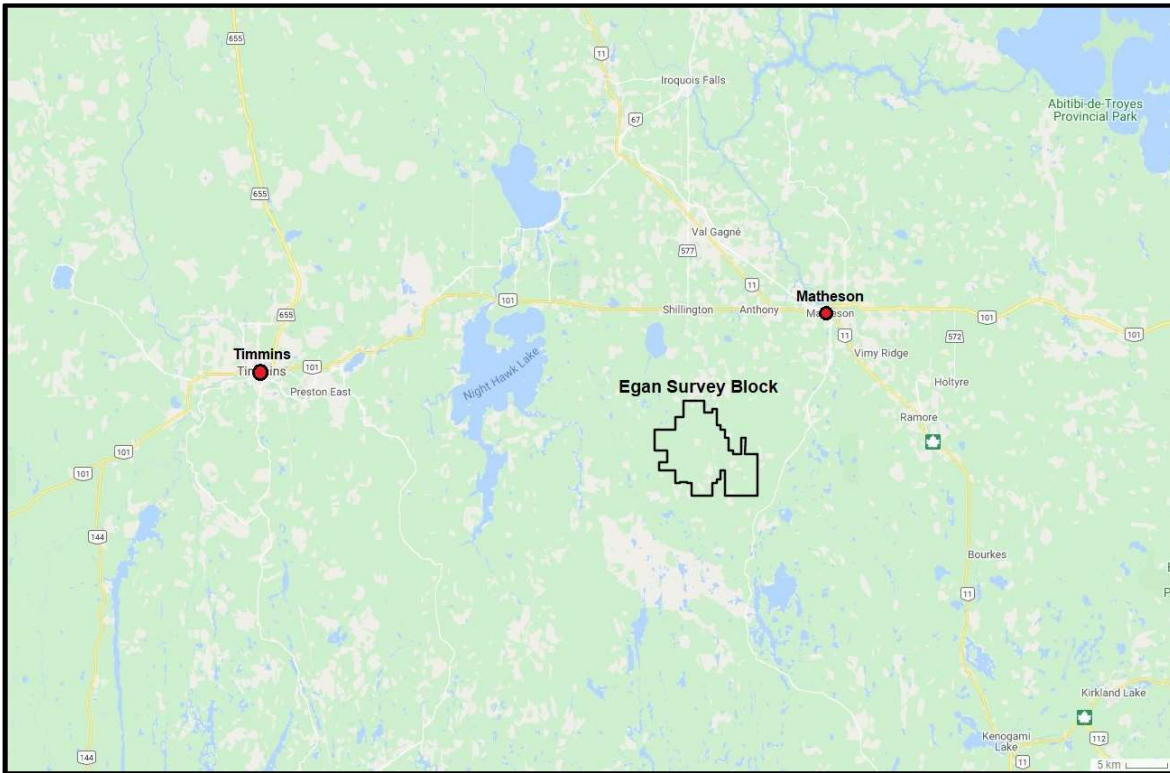 655
11
Iroquois Falls
67
Abitibi-de-Troyes
Provincial Park
655
Val Gagné
577
11
101
Matheson
655
Shillington
Anthony
Matheson
101
572
101
11
Timmins
Timmins
101
Night Hawk Lake
Vimy Ridge
Preston East
Egan Survey Block
Holtyre
Ramore
101
101
144
Bourkes
11
P
Kirkland Lake
Kenogami
Lake
112
144
11
5 km